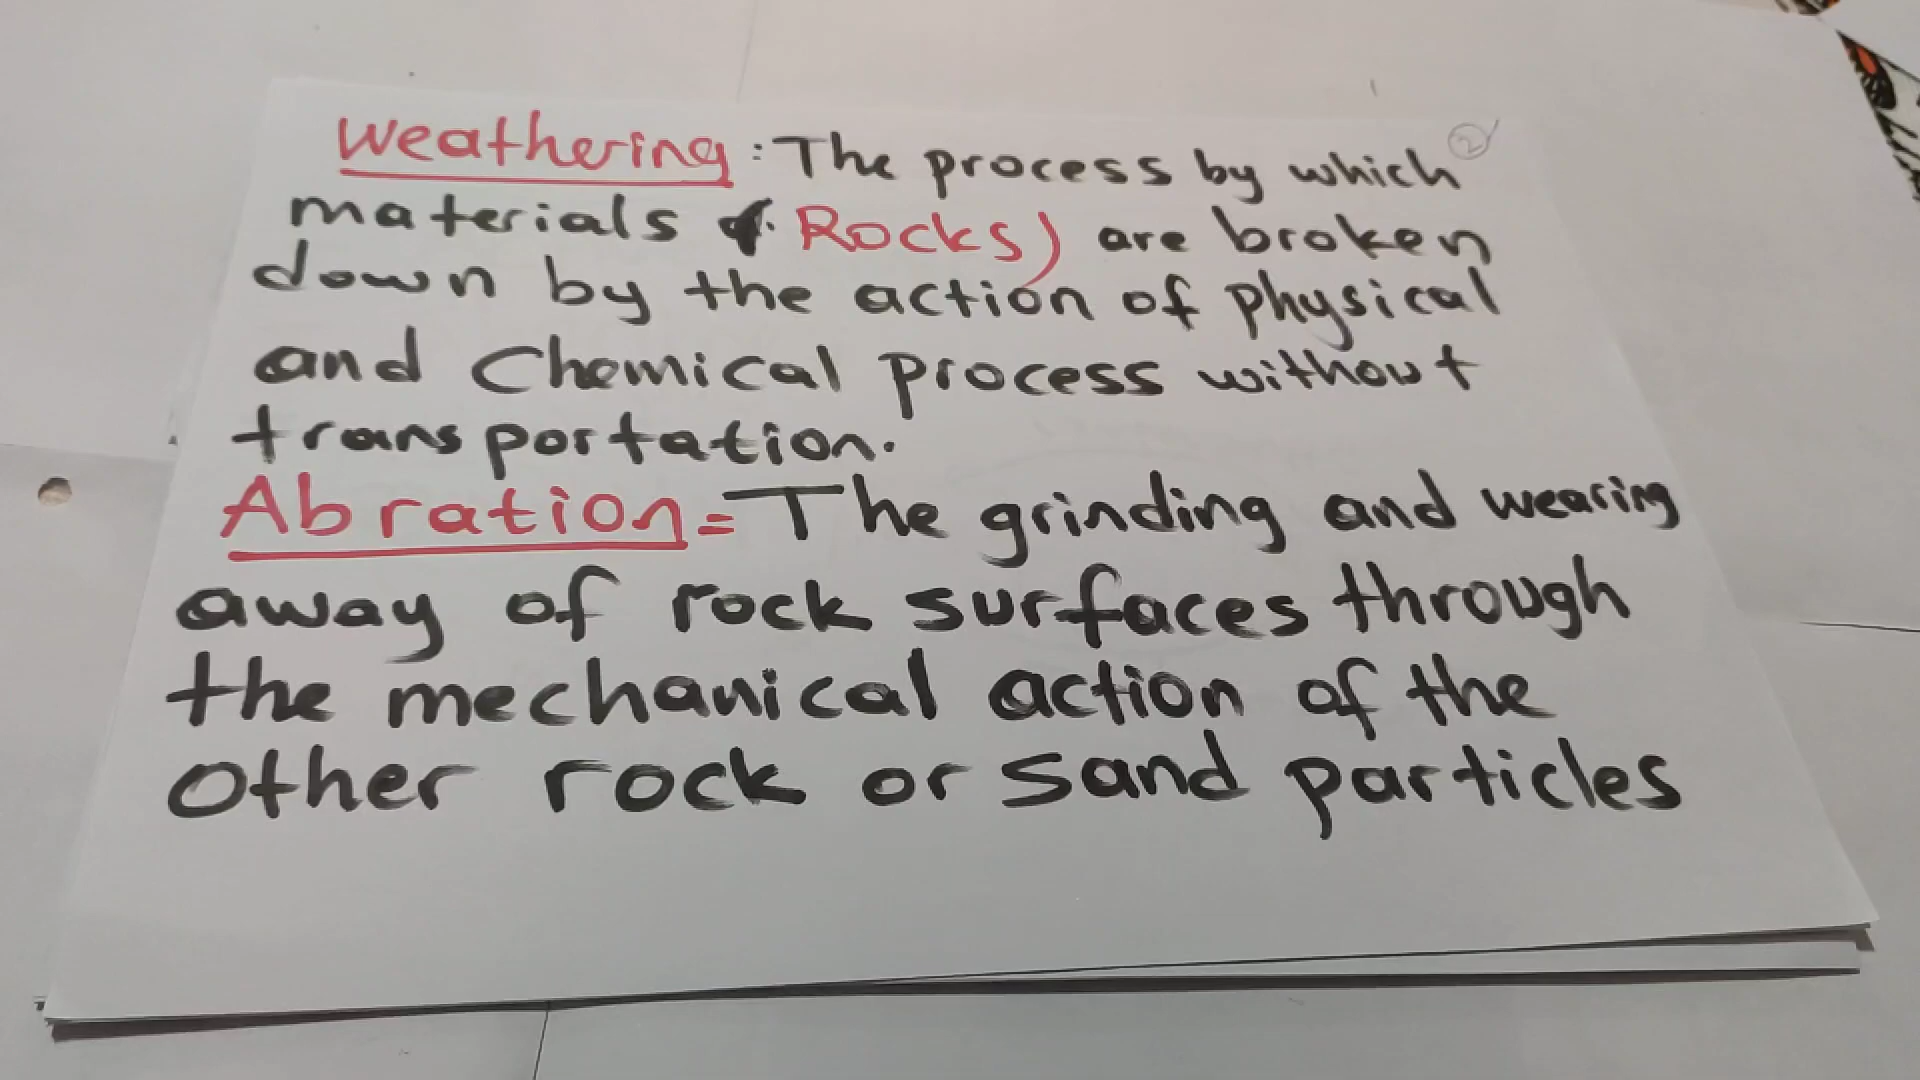 Weathering: The process by which
②
materials (Rocks) are broken
down by the action of physical
and Chemical process without
transportation.
Abration = The grinding and wearing
away of rock surfaces through
the mechanical action of the
other rock or sand particles